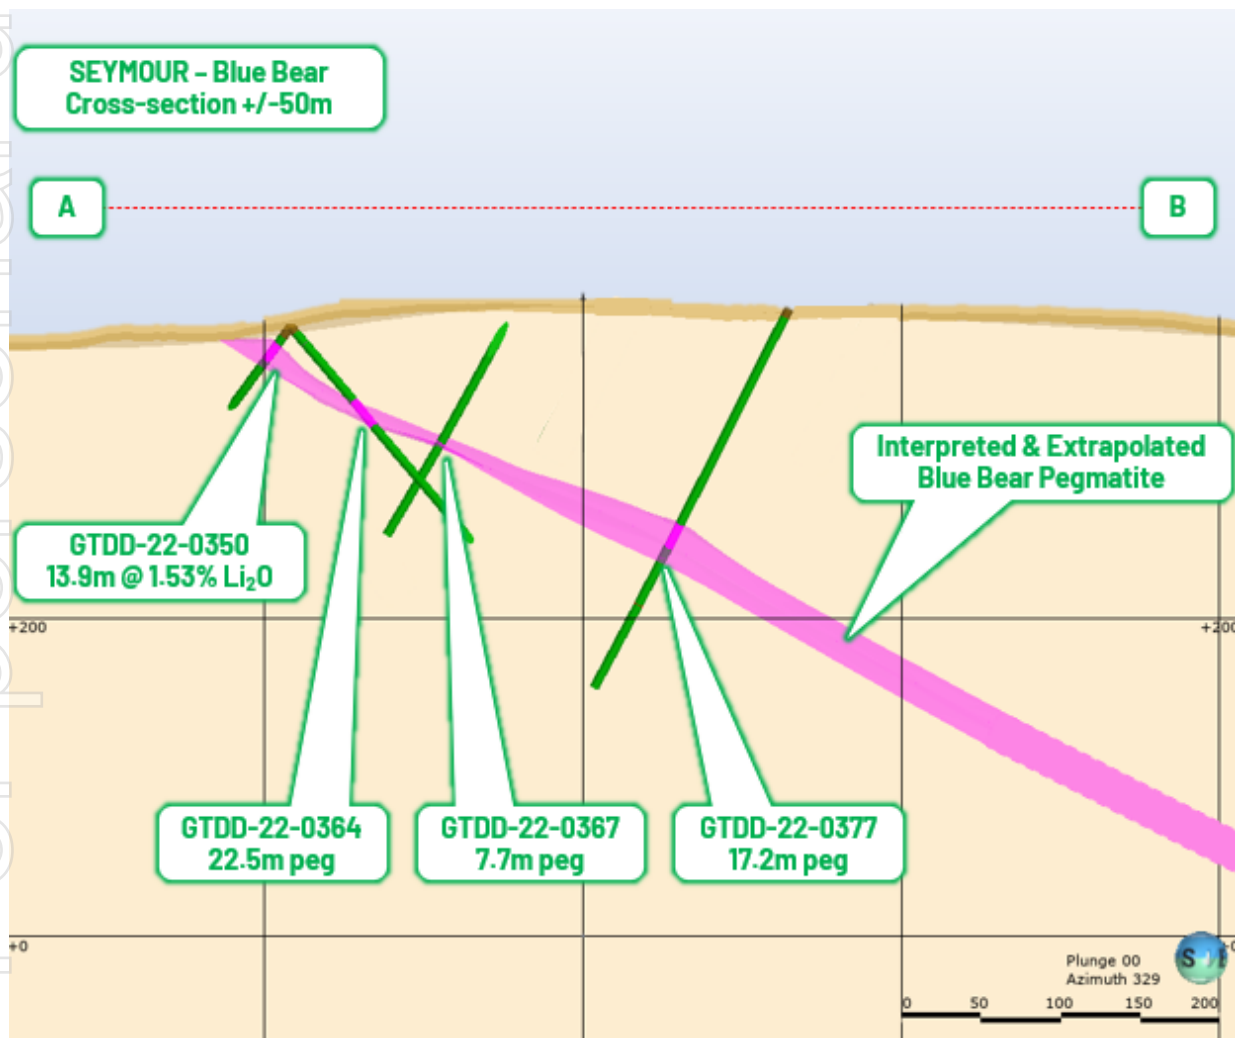 SEYMOUR – Blue Bear
Cross-section +/-50m
A
B
Interpreted & Extrapolated
Blue Bear Pegmatite
GTDD-22-0350
13.9m @ 1.53% Li₂O
+200
+200
GTDD-22-0364
22.5m peg
GTDD-22-0367
7.7m peg
GTDD-22-0377
17.2m peg
+0
Plunge 00
Azimuth 329
0 50 100 150 200